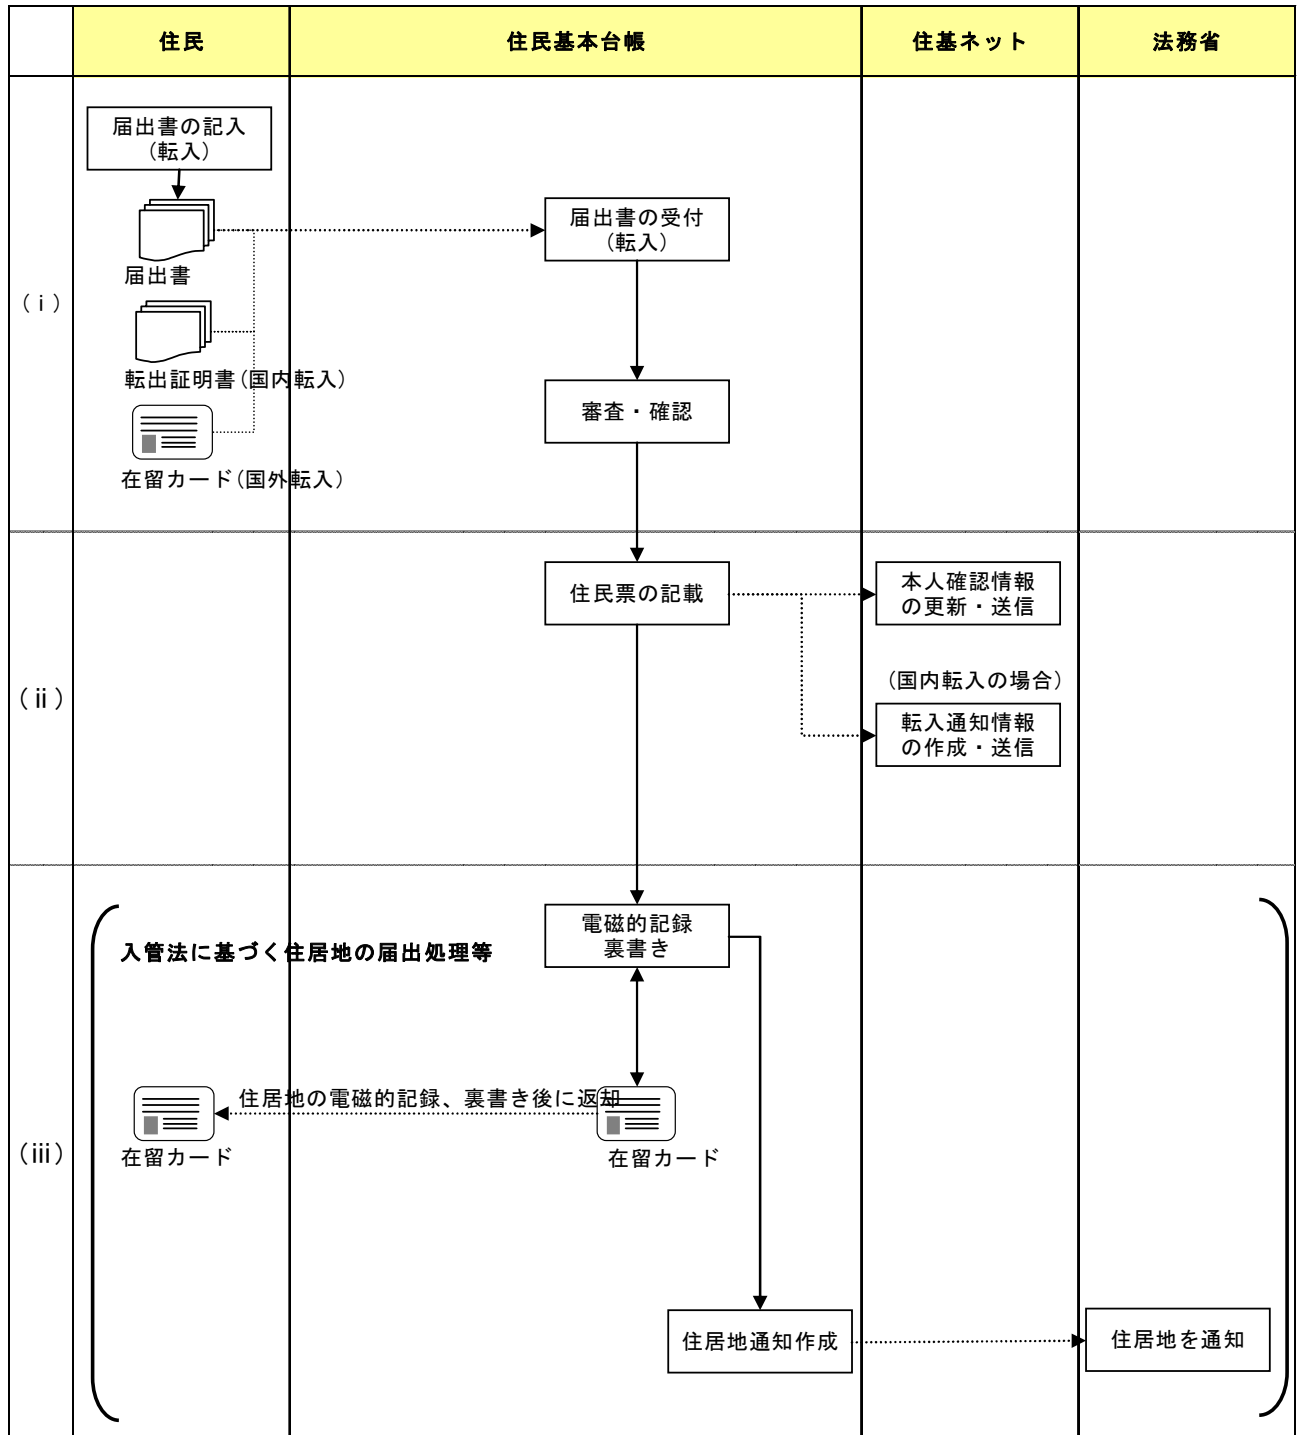 住民
住民基本台帳
住基ネット
法務省
（ⅰ）
届出書の記入
（転入）
届出書
転出証明書（国内転入）
在留カード（国外転入）
届出書の受付
（転入）
審査・確認
（ⅱ）
住民票の記載
本人確認情報
の更新・送信
（国内転入の場合）
転入通知情報
の作成・送信
（ⅲ）
入管法に基づく住居地の届出処理等
電磁的記録
裏書き
住居地の電磁的記録、裏書き後に返却
在留カード
在留カード
住居地通知作成
住居地を通知